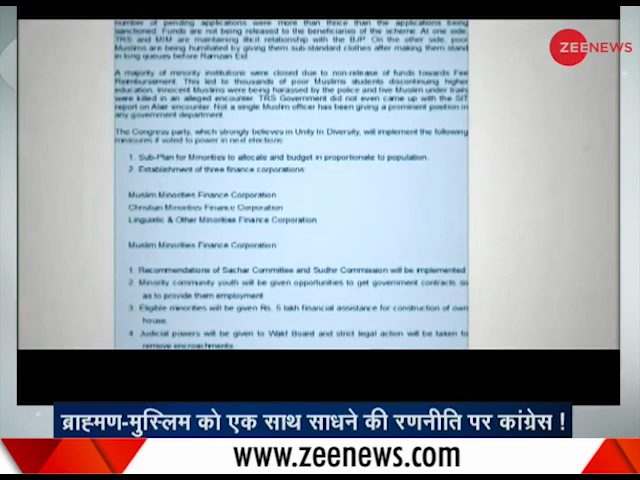 number of pending applications were more than thrice the applications being
sanctioned. Funds are not being released to the beneficiaries of the scheme. At one side,
TRS and MIM are maintaining illicit relationship with the BJP. On the other side, poor
Muslims are being humiliated by giving them sub-standard clothes after making them stand
in long queues before Ramzan Eid.
A majority of minority institutions were closed due to non-release of funds towards Fee
Reimbursement. This led to thousands of poor Muslims students discontinuing higher
education. Innocent Muslims were being harassed by the police and five Muslim under trails
were killed in an alleged encounter. TRS Government did not even came up with the SIT
report on Alair encounter. Not a single Muslim officer has been giving a prominent position in
any government department.
The Congress party, which strongly believes in Unity In Diversity, will implement the following
measures if voted to power in next elections
1. Sub-Plan for Minorities to allocate and budget in proportionate to population.
2. Establishment of three finance corporations:
Muslim Minorities Finance Corporation
Christian Minorities Finance Corporation
Linguistic & Other Minorities Finance Corporation
Muslim Minorities Finance Corporation:
1. Recommendations of Sachar Committee and Sudhir Commission will be implemented
2. Minority community youth will be given opportunities to get government contracts so
as to provide them employment
3. Eligible minorities will be given Rs. 5 lakh financial assistance for construction of own
house
4. Judicial powers will be given to Wakf Board and strict legal action will be taken to
remove encroachments
ZEENEWS
ब्राह्मण-मुस्लिम को एक साथ साधने की रणनीति पर कांग्रेस !
www.zeenews.com